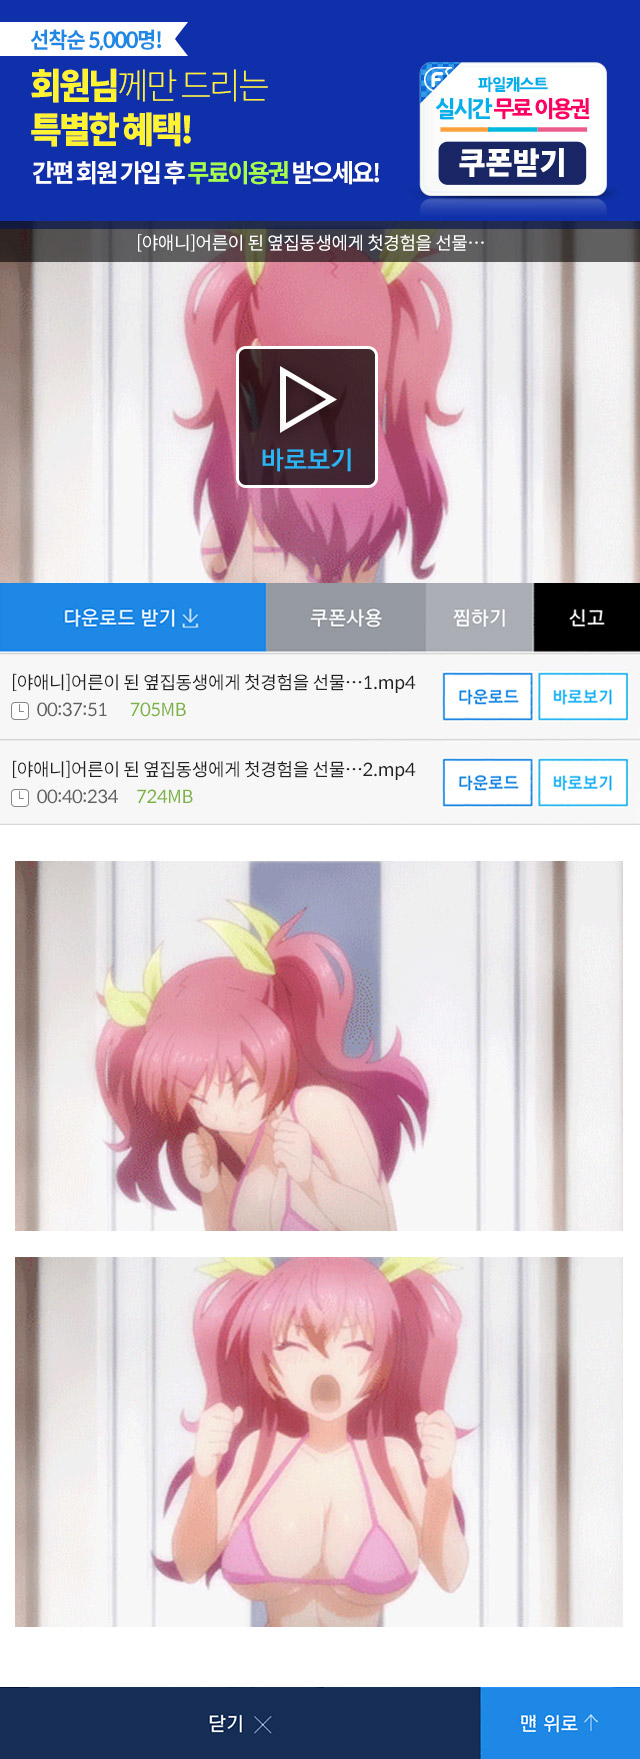 선착순 5,000명!
회원님께만 드리는
특별한 혜택!
간편 회원 가입 후 무료이용권 받으세요!
파일캐스트
실시간 무료 이용권
쿠폰받기
[야애니]어른이 된 옆집동생에게 첫경험을 선물…
바로보기
다운로드 받기 쿠폰사용 찜하기 신고
[야애니]어른이 된 옆집동생에게 첫경험을 선물…1.mp4
00:37:51 705MB
다운로드 바로보기
[야애니]어른이 된 옆집동생에게 첫경험을 선물…2.mp4
00:40:234 724MB
다운로드 바로보기
닫기 맨 위로